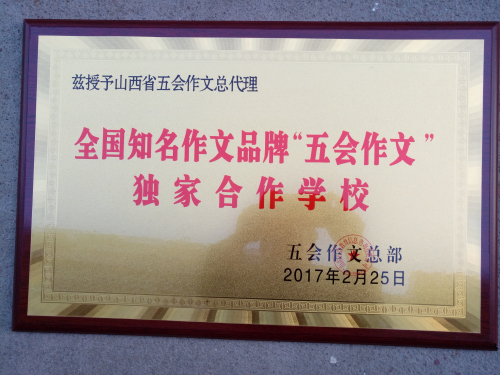 兹授予山西省五会作文总代理
全国知名作文品牌“五会作文”
独家合作学校
五会作文总部
2017年2月25日